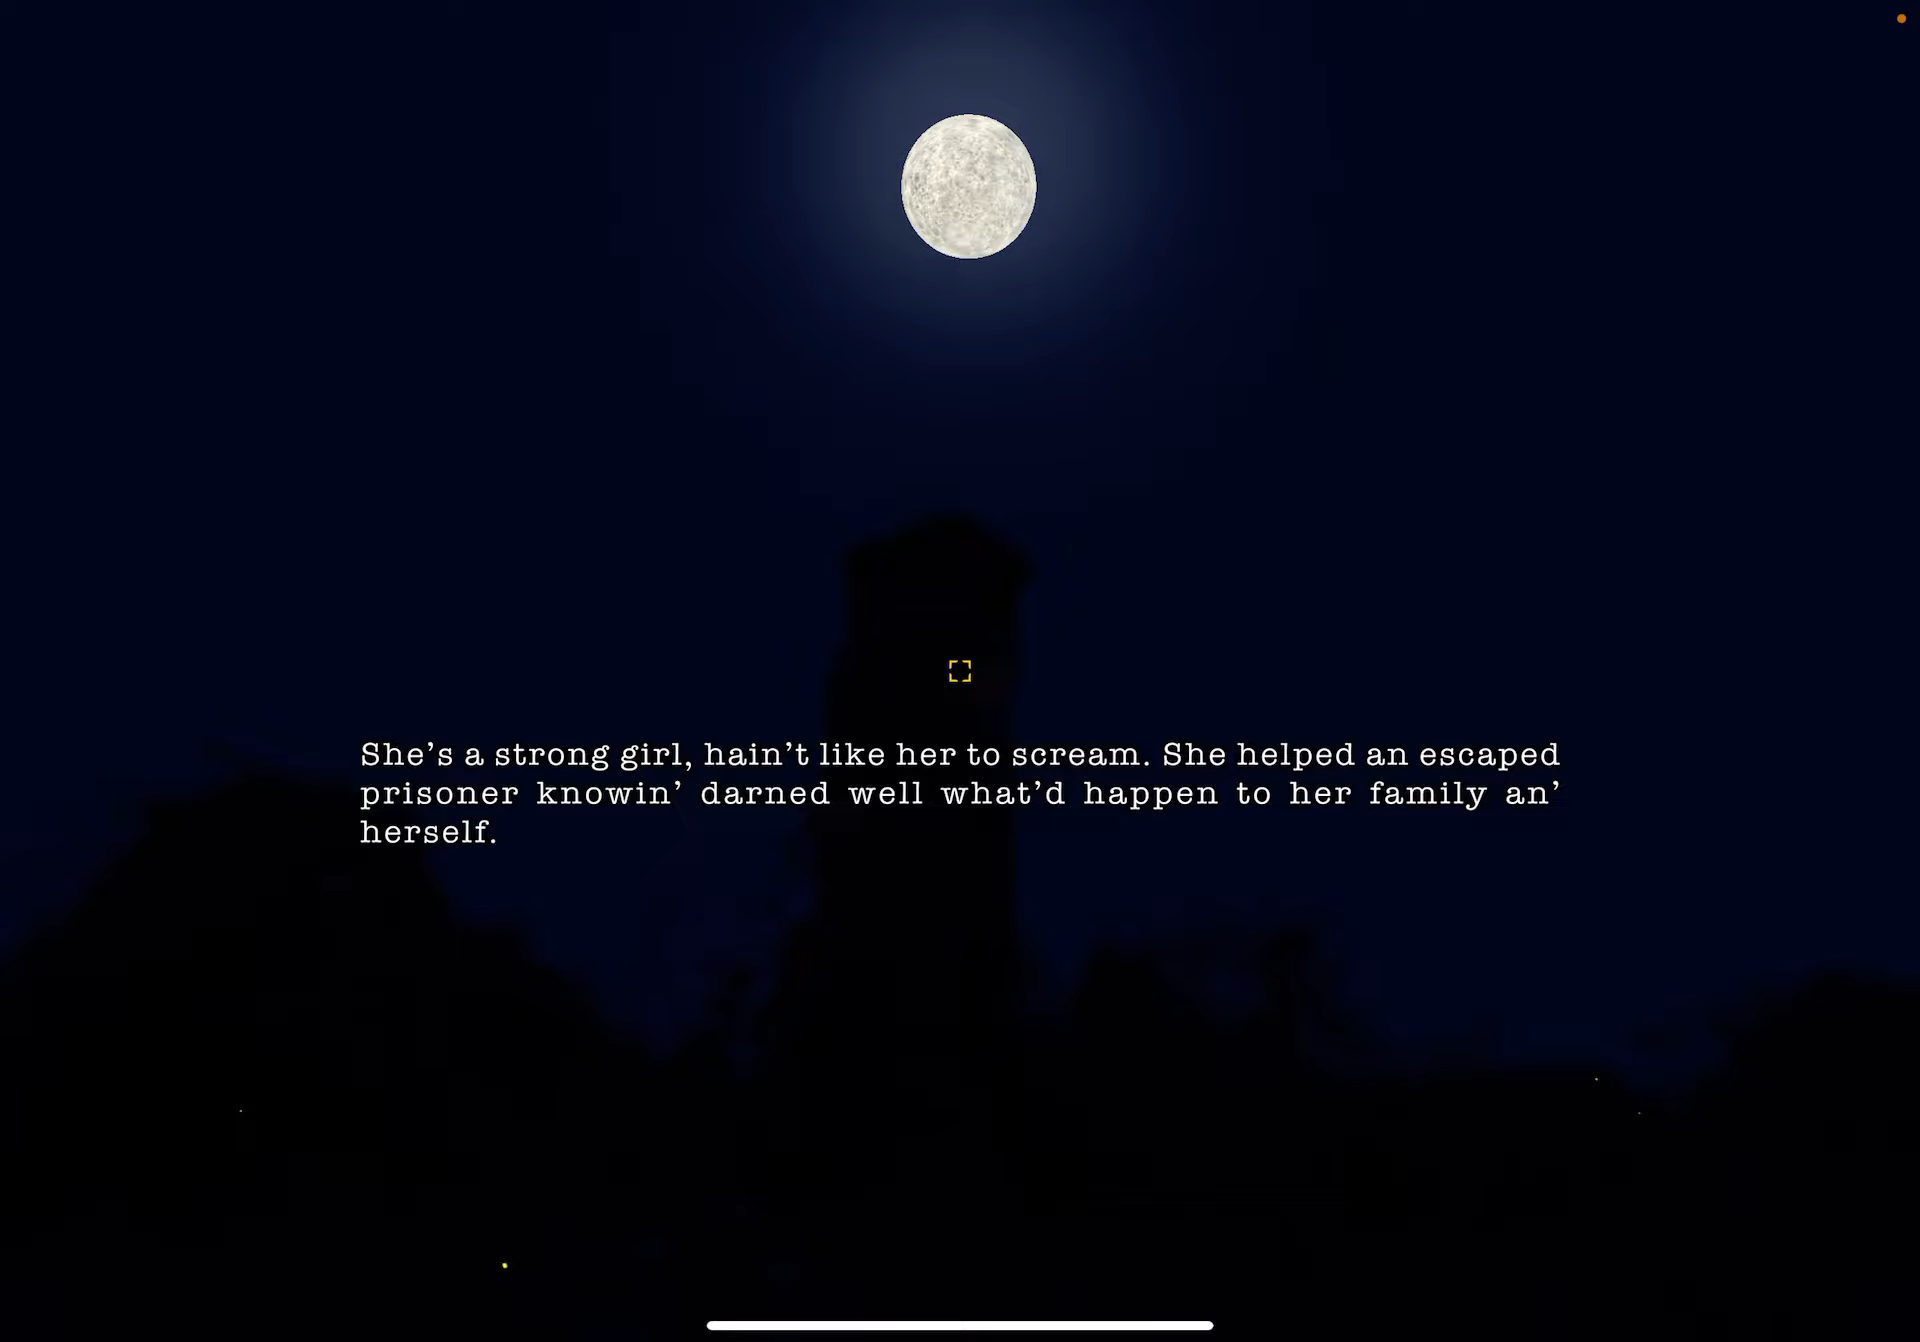 She’s a strong girl, hain’t like her to scream. She helped an escaped
prisoner knowin’ darned well what’d happen to her family an’
herself.